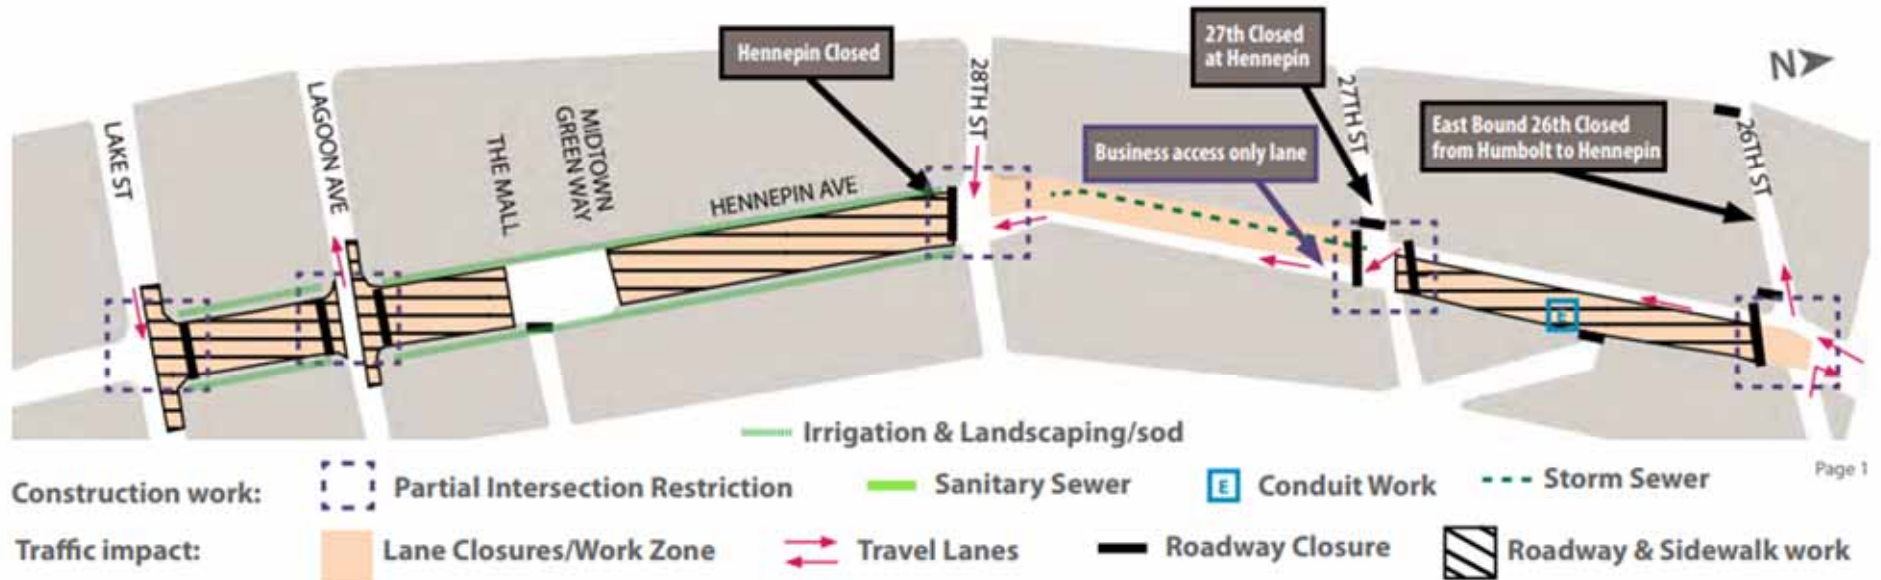 Hennepin Closed
27th Closed
at Hennepin
N
East Bound 26th Closed
from Humbolt to Hennepin
Business access only lane
LAKE ST
LAGOON AVE
THE MALL
MIDTOWN
GREEN WAY
HENNEPIN AVE
28TH ST
27TH ST
26TH ST
E
Irrigation & Landscaping/sod
Page 1
Construction work:
Partial Intersection Restriction
Sanitary Sewer
E
Conduit Work
Storm Sewer
Traffic impact:
Lane Closures/Work Zone
Travel Lanes
Roadway Closure
Roadway & Sidewalk work